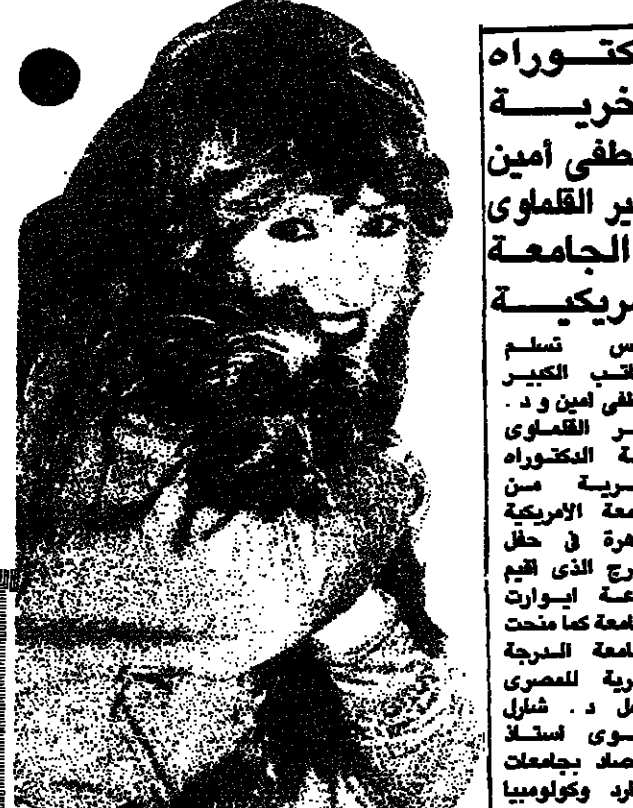 كتوراه
خرية
طفى أمين
ير القلماوى
الجامعة
ريكية
س تسلم
اتب الكبير
طفى امين و د .
ير القلماوى
ة الدكتوراه
رية من
معة الامريكية
هرة فى حفل
رج الذى اقيم
عة ايوارت
امعة كما منحت
امعة الدرجة
رية للمصرى
ل د . شارل
وى استاذ
صاد بجامعات
ارد وكولومبيا